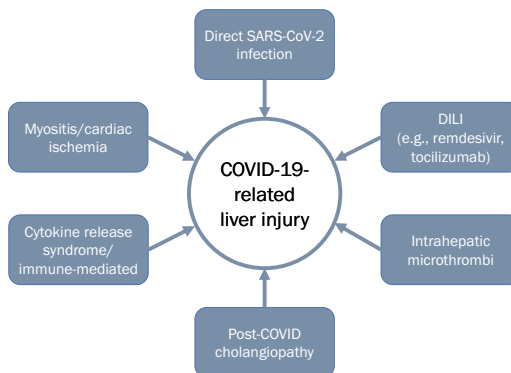 Direct SARS-CoV-2
infection
Myositis/cardiac
ischemia
DILI
(e.g., remdesivir,
tocilizumab)
COVID-19-
related
liver injury
Cytokine release
syndrome/
immune-mediated
Intrahepatic
microthrombi
Post-COVID
cholangiopathy